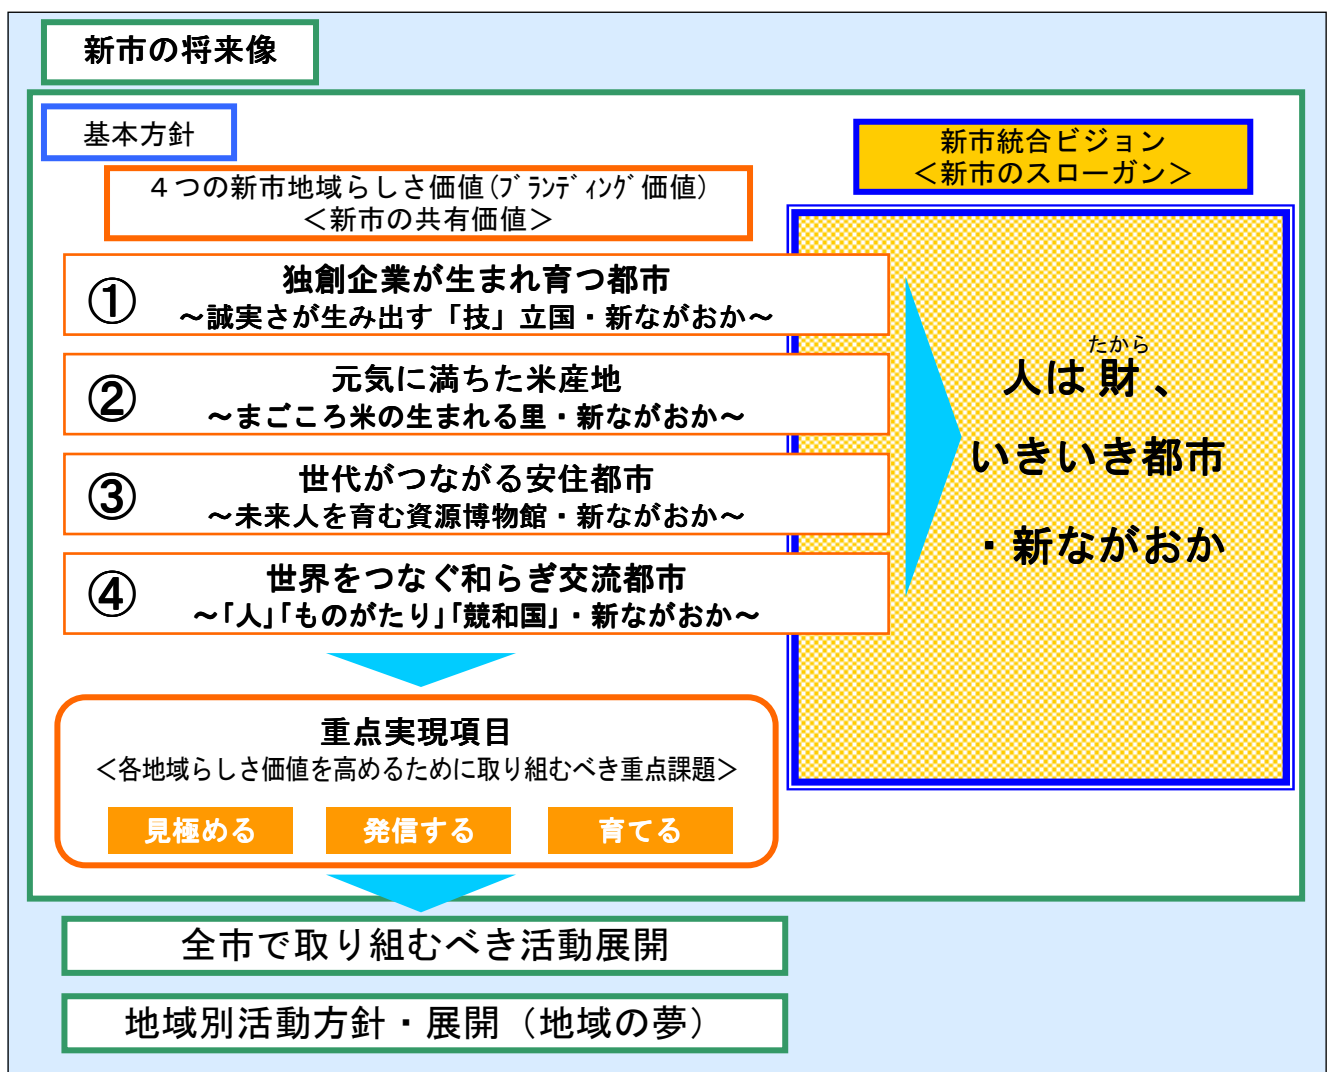 新市の将来像
基本方針
４つの新市地域らしさ価値(ﾌﾞﾗﾝﾃﾞｨﾝｸﾞ価値)
＜新市の共有価値＞
①
独創企業が生まれ育つ都市
～誠実さが生み出す「技」立国・新ながおか～
②
元気に満ちた米産地
～まごころ米の生まれる里・新ながおか～
③
世代がつながる安住都市
～未来人を育む資源博物館・新ながおか～
④
世界をつなぐ和らぎ交流都市
～｢人｣｢ものがたり｣｢競和国｣・新ながおか～
新市統合ビジョン
＜新市のスローガン＞
たから
人は財、
いきいき都市
・新ながおか
重点実現項目
＜各地域らしさ価値を高めるために取り組むべき重点課題＞
見極める
発信する
育てる
全市で取り組むべき活動展開
地域別活動方針・展開（地域の夢）